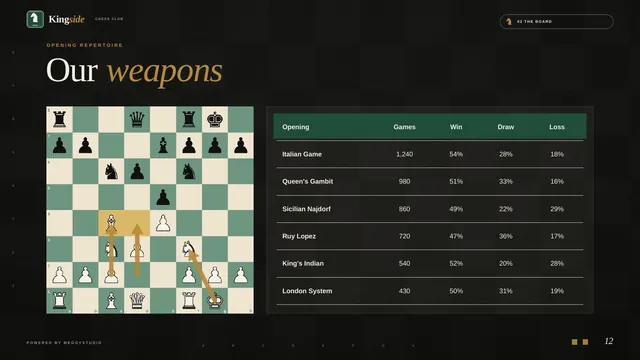 Kingside
CHESS CLUB
03 THE BOARD
OPENING REPERTOIRE
Our weapons
Opening Games Win Draw Loss
Italian Game 1,240 54% 28% 18%
Queen's Gambit 980 51% 33% 16%
Sicilian Najdorf 860 49% 22% 29%
Ruy Lopez 720 47% 36% 17%
King's Indian 540 52% 20% 28%
London System 430 50% 31% 19%
POWERED BY WEGGYSTUDIO
12